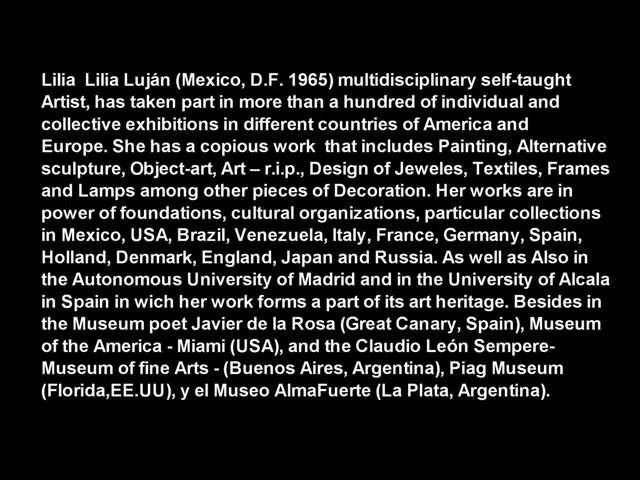 Lilia  Lilia Luján (Mexico, D.F. 1965) multidisciplinary self-taught
Artist, has taken part in more than a hundred of individual and
collective exhibitions in different countries of America and
Europe. She has a copious work  that includes Painting, Alternative
sculpture, Object-art, Art – r.i.p., Design of Jeweles, Textiles, Frames
and Lamps among other pieces of Decoration. Her works are in
power of foundations, cultural organizations, particular collections
in Mexico, USA, Brazil, Venezuela, Italy, France, Germany, Spain,
Holland, Denmark, England, Japan and Russia. As well as Also in
the Autonomous University of Madrid and in the University of Alcala
in Spain in wich her work forms a part of its art heritage. Besides in
the Museum poet Javier de la Rosa (Great Canary, Spain), Museum
of the America - Miami (USA), and the Claudio León Sempere-
Museum of fine Arts - (Buenos Aires, Argentina), Piag Museum
(Florida,EE.UU), y el Museo AlmaFuerte (La Plata, Argentina).